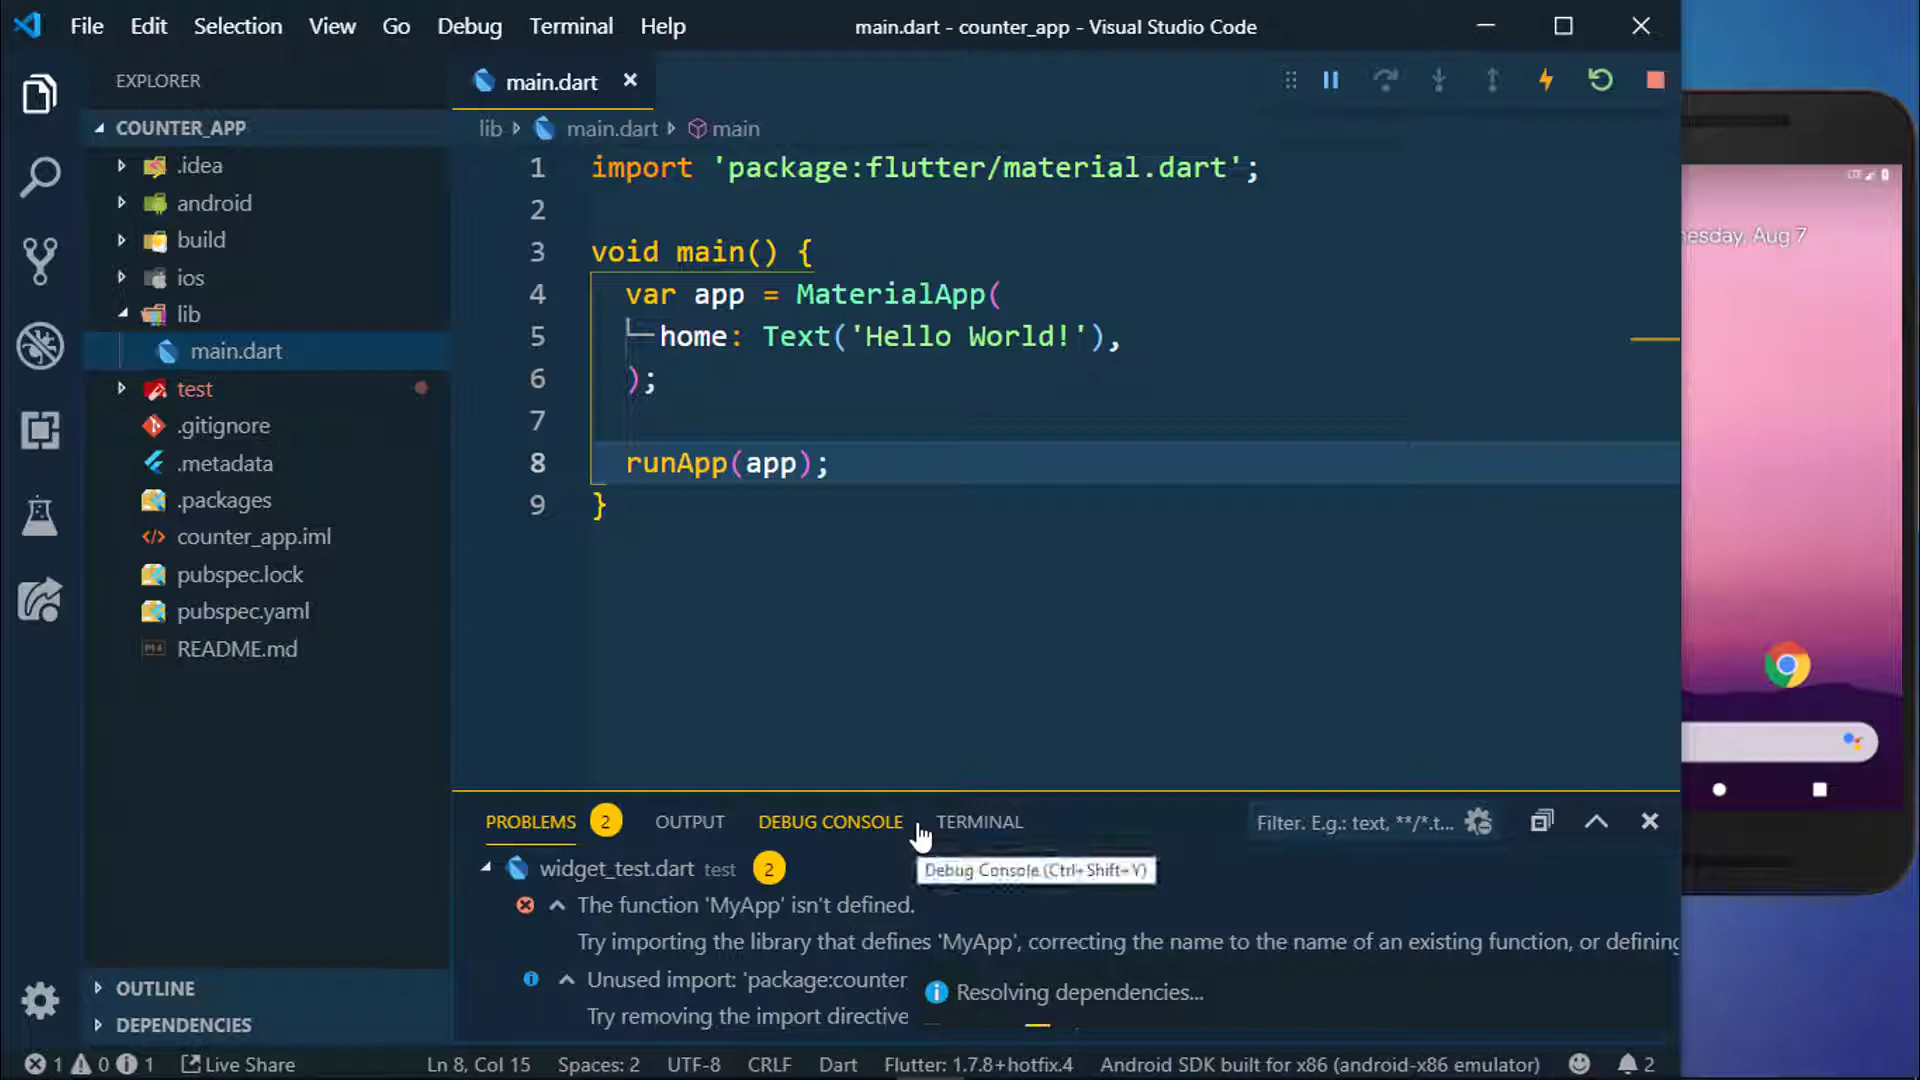 File Edit Selection View Go Debug Terminal Help
main.dart - counter_app - Visual Studio Code
EXPLORER
COUNTER_APP
.idea
android
build
ios
lib
main.dart
test
.gitignore
.metadata
.packages
counter_app.iml
pubspec.lock
pubspec.yaml
README.md
OUTLINE
DEPENDENCIES
main.dart
lib main.dart main
1 import 'package:flutter/material.dart';
2
3 void main() {
4 var app = MaterialApp(
5 home: Text('Hello World!'),
6 );
7
8 runApp(app);
9 }
PROBLEMS 2 OUTPUT DEBUG CONSOLE TERMINAL Filter. E.g.: text, **/*.t...
widget_test.dart test 2
Debug Console (Ctrl+Shift+Y)
The function 'MyApp' isn't defined.
Try importing the library that defines 'MyApp', correcting the name to the name of an existing function, or defining
Unused import: 'package:counter
Try removing the import directive
Resolving dependencies...
1 0 1 Live Share Ln 8, Col 15 Spaces: 2 UTF-8 CRLF Dart Flutter: 1.7.8+hotfix.4 Android SDK built for x86 (android-x86 emulator) 2
LTE
nesday, Aug 7